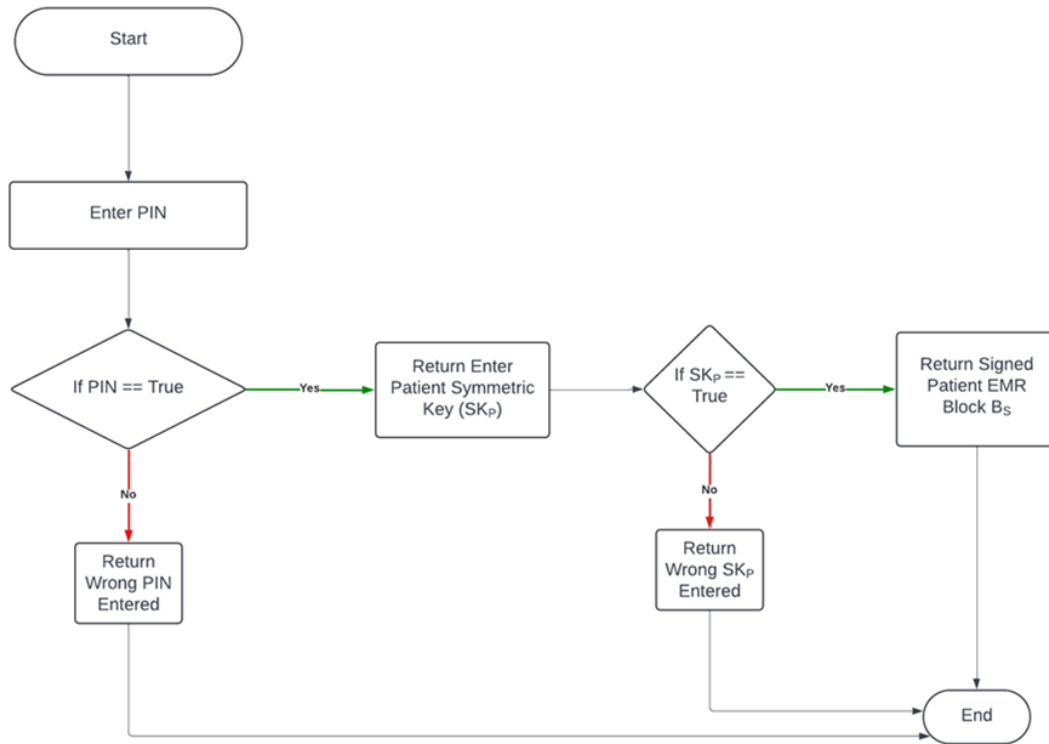 Start
Enter PIN
If PIN == True
Yes
Return Enter
Patient Symmetric
Key (SKₚ)
If SKₚ ==
True
Yes
Return Signed
Patient EMR
Block Bₛ
No
Return
Wrong PIN
Entered
No
Return
Wrong SKₚ
Entered
End